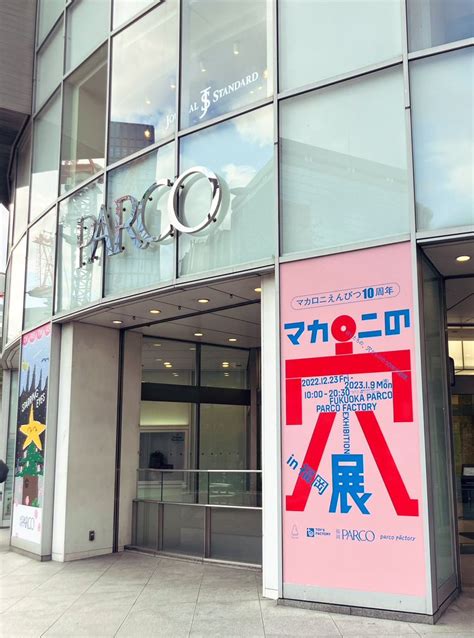 JOURNAL STANDARD
PARCO
マカロニえんぴつ10周年
マカロニの
穴
2022.12.23 Fri -
2023.1.9 Mon
10:00 - 20:30
FUKUOKA PARCO
PARCO FACTORY
EXHIBITION
in 福岡
展
PARCO
parco factory
PARCO